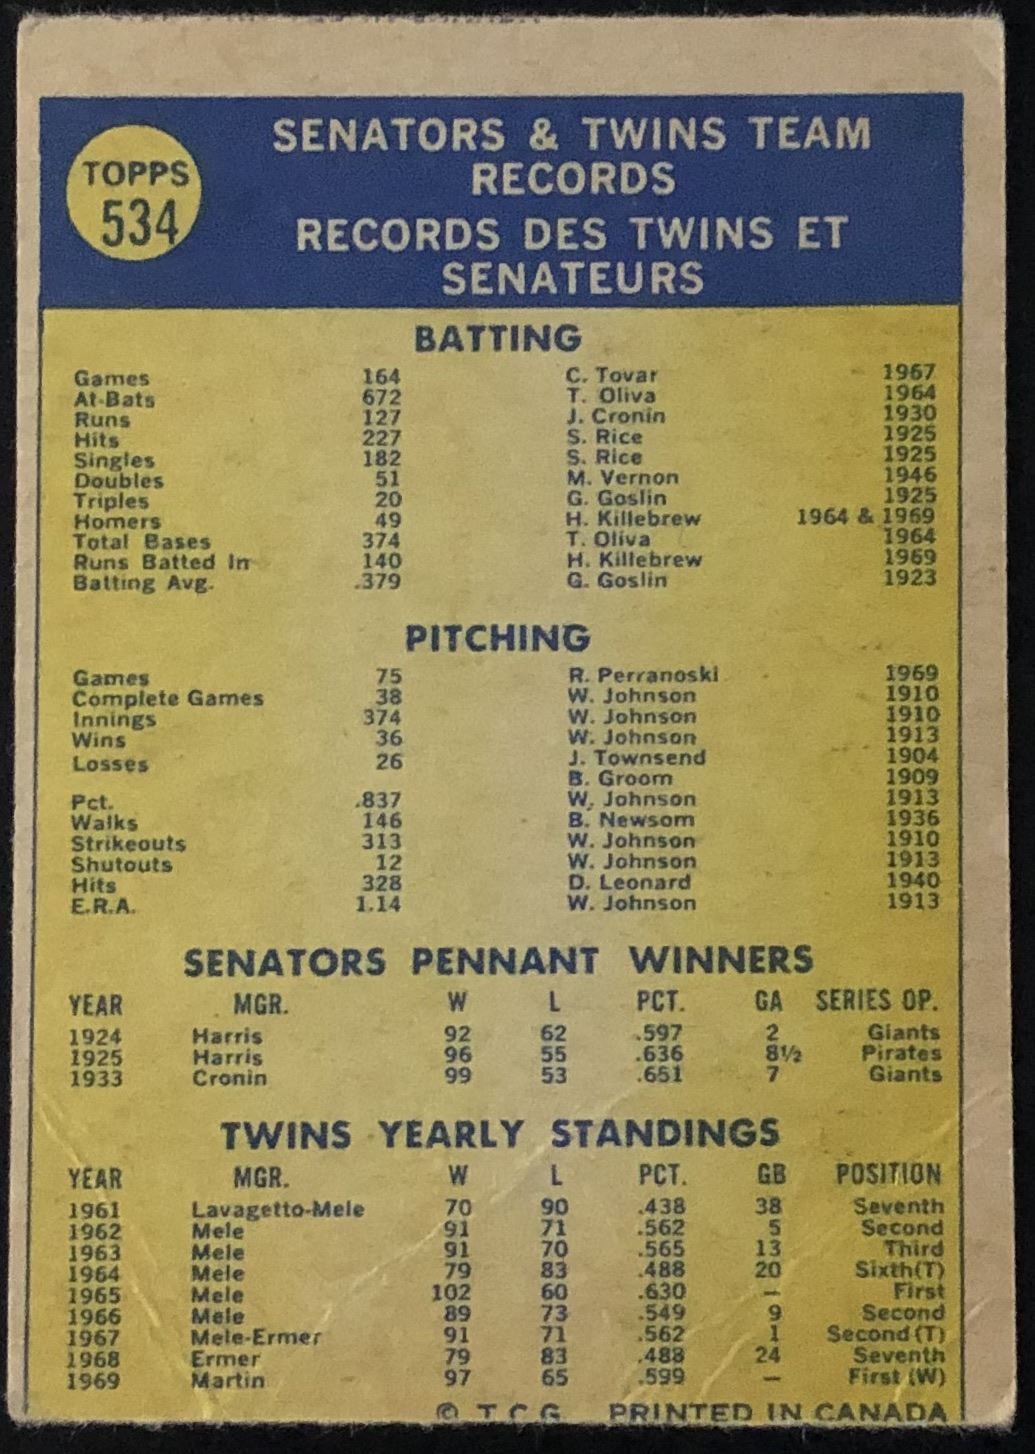 TOPPS
534
SENATORS & TWINS TEAM
RECORDS
RECORDS DES TWINS ET
SENATEURS
BATTING
Games 164 C. Tovar 1967
At-Bats 672 T. Oliva 1964
Runs 127 J. Cronin 1930
Hits 227 S. Rice 1925
Singles 182 S. Rice 1925
Doubles 51 M. Vernon 1946
Triples 20 G. Goslin 1925
Homers 49 H. Killebrew 1964 & 1969
Total Bases 374 T. Oliva 1964
Runs Batted In 140 H. Killebrew 1969
Batting Avg. .379 G. Goslin 1923
PITCHING
Games 75 R. Perranoski 1969
Complete Games 38 W. Johnson 1910
Innings 374 W. Johnson 1910
Wins 36 W. Johnson 1913
Losses 26 J. Townsend 1904
B. Groom 1909
Pct. .837 W. Johnson 1913
Walks 146 B. Newsom 1936
Strikeouts 313 W. Johnson 1910
Shutouts 12 W. Johnson 1913
Hits 328 D. Leonard 1940
E.R.A. 1.14 W. Johnson 1913
SENATORS PENNANT WINNERS
YEAR MGR. W L PCT. GA SERIES OP.
1924 Harris 92 62 .597 2 Giants
1925 Harris 96 55 .636 8½ Pirates
1933 Cronin 99 53 .651 7 Giants
TWINS YEARLY STANDINGS
YEAR MGR. W L PCT. GB POSITION
1961 Lavagetto-Mele 70 90 .438 38 Seventh
1962 Mele 91 71 .562 5 Second
1963 Mele 91 70 .565 13 Third
1964 Mele 79 83 .488 20 Sixth(T)
1965 Mele 102 60 .630 – First
1966 Mele 89 73 .549 9 Second
1967 Mele-Ermer 91 71 .562 1 Second (T)
1968 Ermer 79 83 .488 24 Seventh
1969 Martin 97 65 .599 – First (W)
© T C G PRINTED IN CANADA